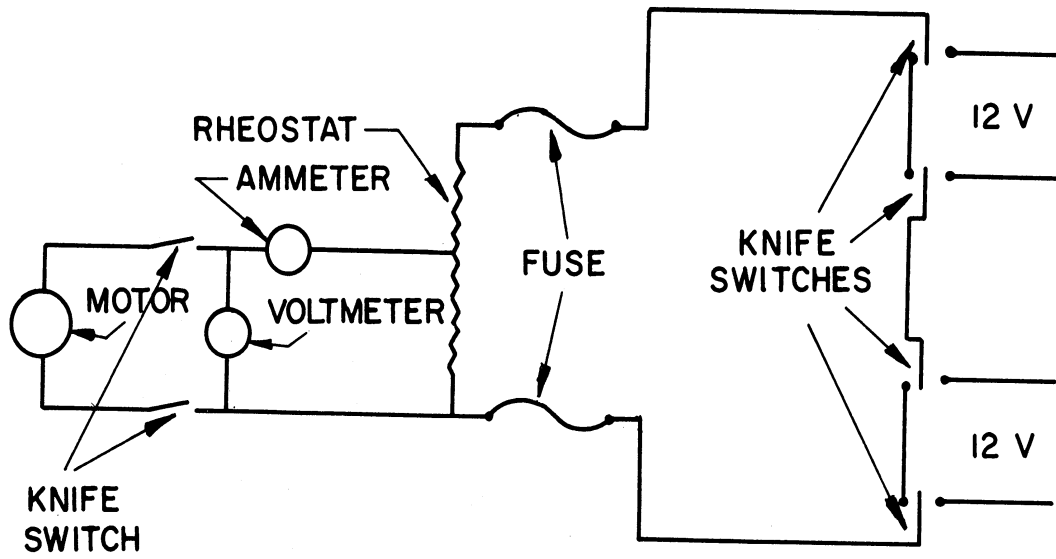 12 V
RHEOSTAT
AMMETER
KNIFE
SWITCHES
FUSE
MOTOR
VOLTMETER
12 V
KNIFE
SWITCH